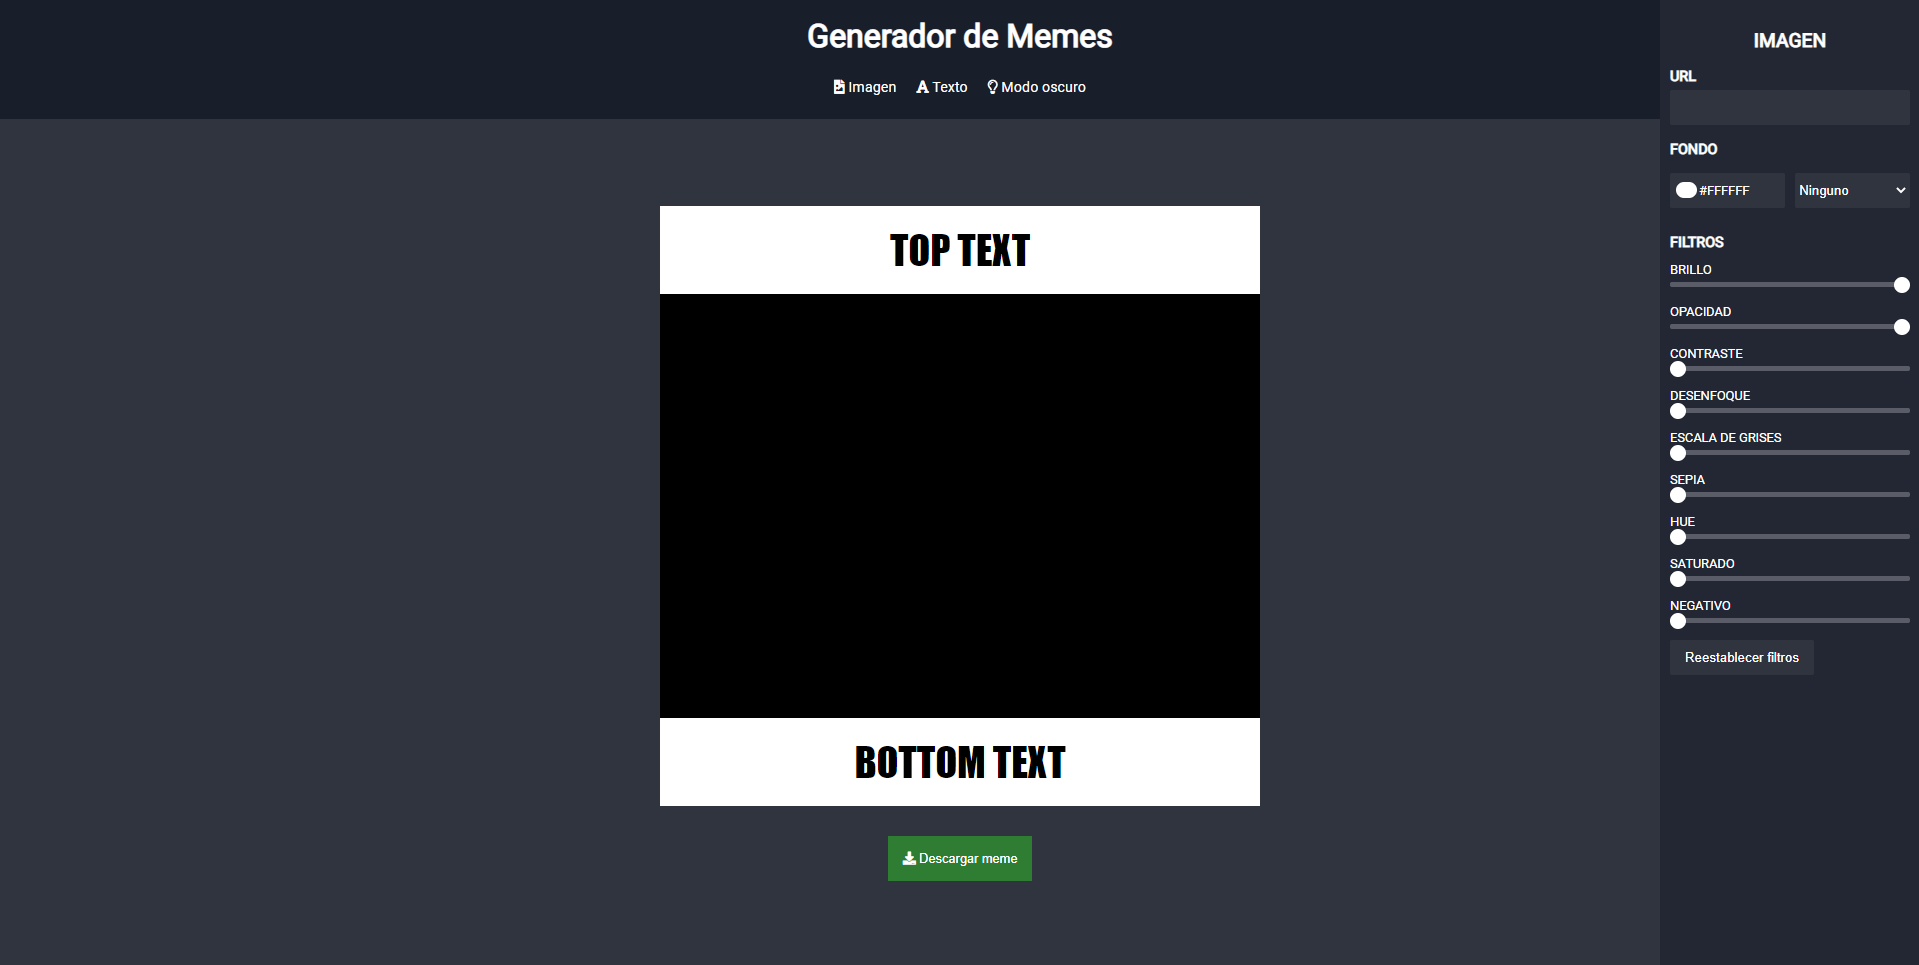 Generador de Memes
Imagen Texto Modo oscuro
TOP TEXT
BOTTOM TEXT
Descargar meme
IMAGEN
URL
FONDO
#FFFFFF Ninguno
FILTROS
BRILLO
OPACIDAD
CONTRASTE
DESENFOQUE
ESCALA DE GRISES
SEPIA
HUE
SATURADO
NEGATIVO
Reestablecer filtros